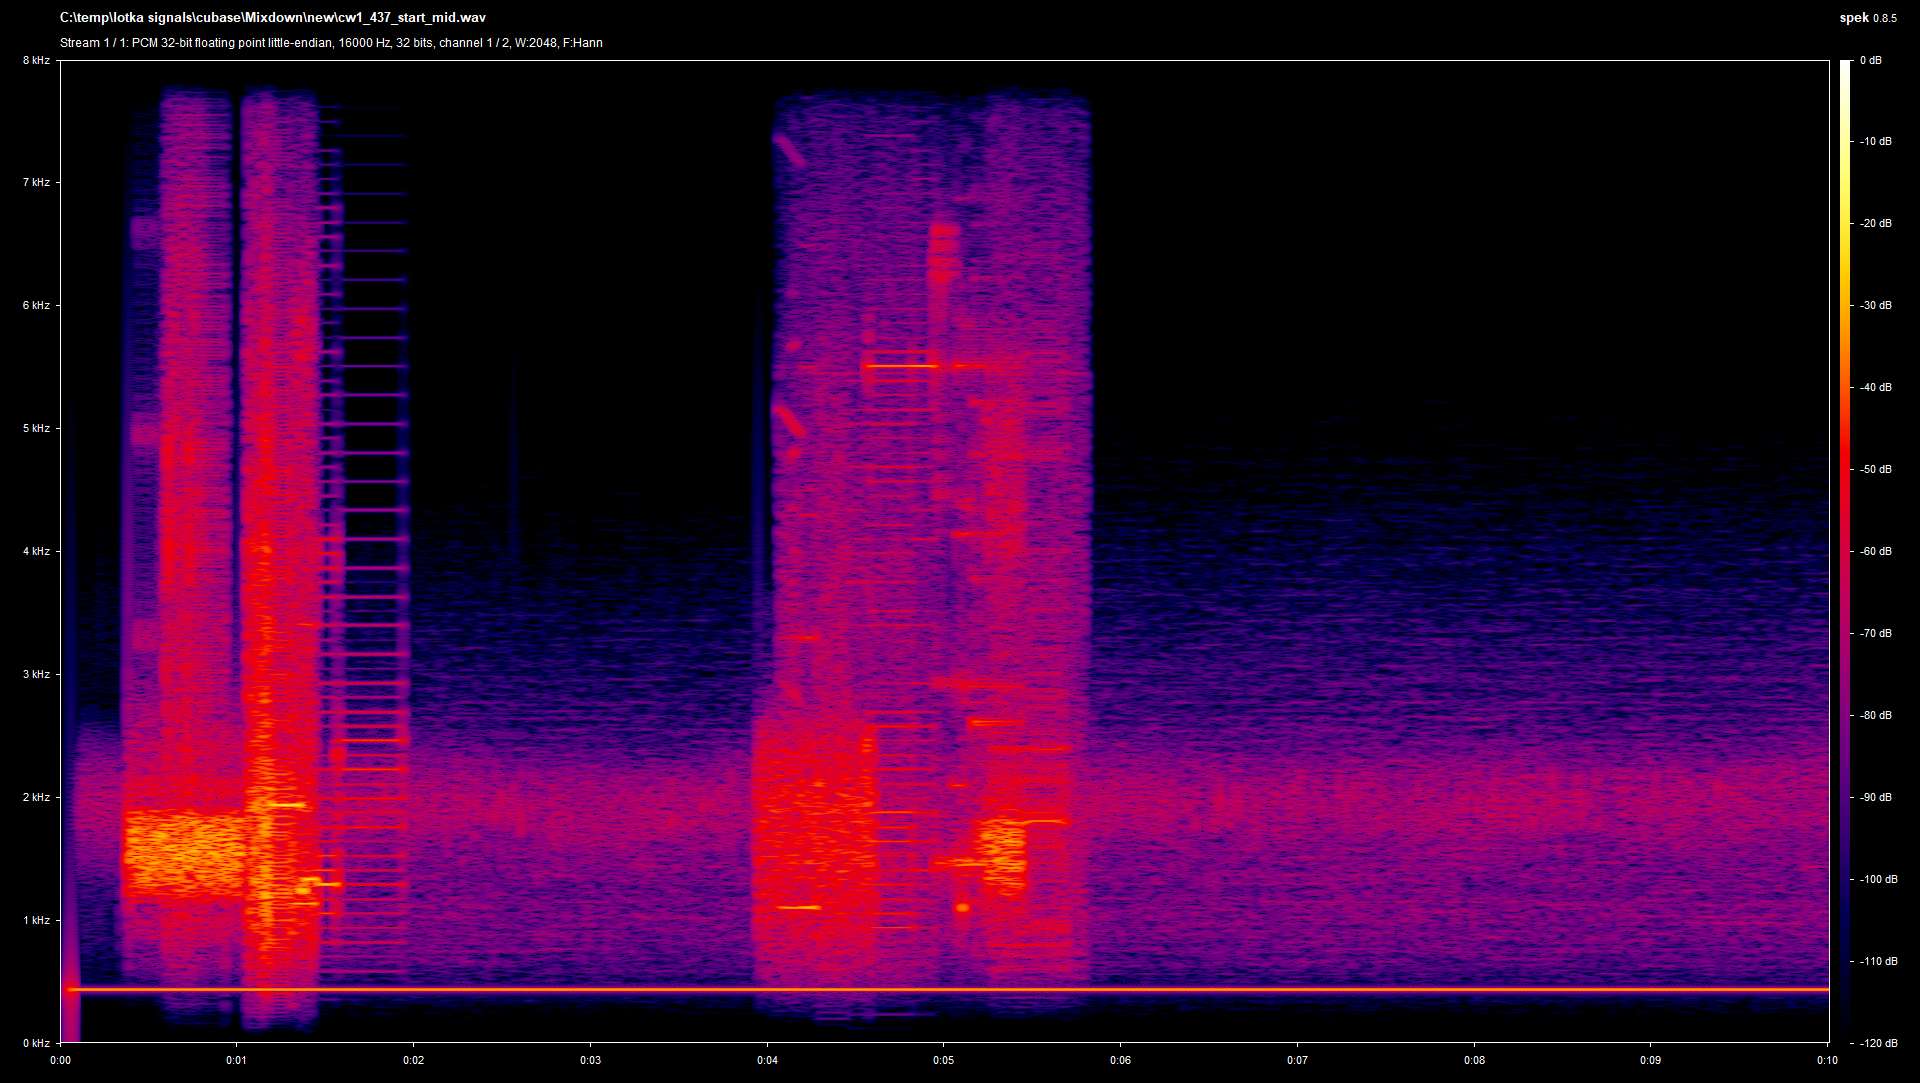 C:\temp\lotka signals\cubase\Mixdown\new\cw1_437_start_mid.wav
spek 0.8.5
Stream 1 / 1: PCM 32-bit floating point little-endian, 16000 Hz, 32 bits, channel 1 / 2, W:2048, F:Hann
8 kHz
7 kHz
6 kHz
5 kHz
4 kHz
3 kHz
2 kHz
1 kHz
0 kHz
0:00
0:01
0:02
0:03
0:04
0:05
0:06
0:07
0:08
0:09
0:10
0 dB
-10 dB
-20 dB
-30 dB
-40 dB
-50 dB
-60 dB
-70 dB
-80 dB
-90 dB
-100 dB
-110 dB
-120 dB